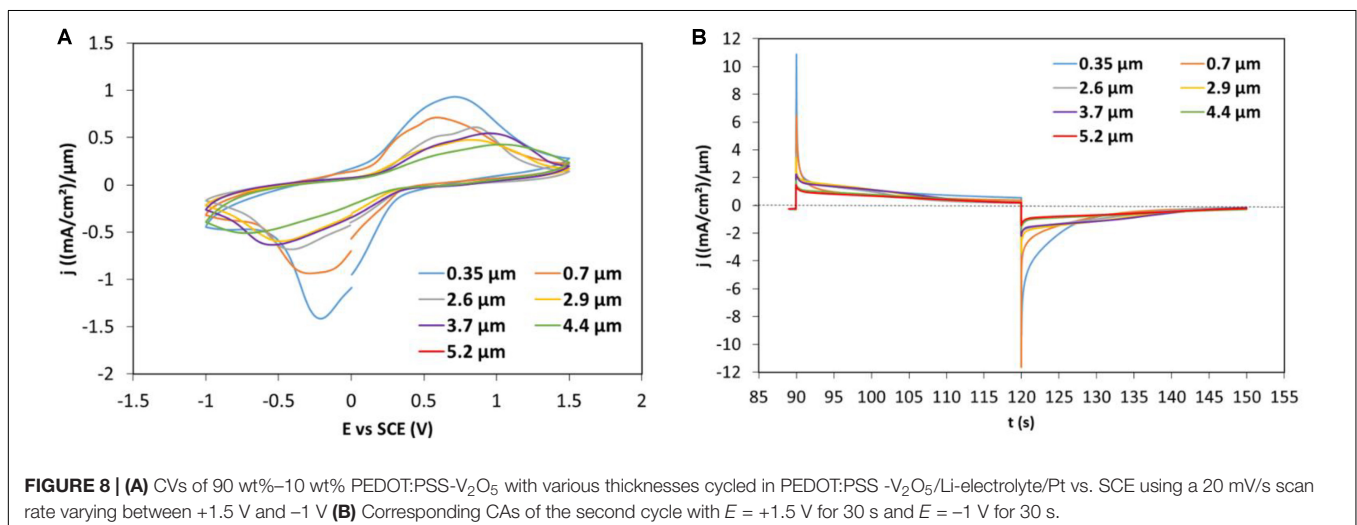 A
1.5
1
0.5
0
-0.5
-1
-1.5
-2
j ((mA/cm²)/µm)
-1.5 -1 -0.5 0 0.5 1 1.5 2
E vs SCE (V)
0.35 µm 0.7 µm
2.6 µm 2.9 µm
3.7 µm 4.4 µm
5.2 µm
B
12
10
8
6
4
2
0
-2
-4
-6
-8
-10
-12
j ((mA/cm²)/µm)
85 90 95 100 105 110 115 120 125 130 135 140 145 150 155
t (s)
0.35 µm 0.7 µm
2.6 µm 2.9 µm
3.7 µm 4.4 µm
5.2 µm
FIGURE 8 | (A) CVs of 90 wt%–10 wt% PEDOT:PSS-V₂O₅ with various thicknesses cycled in PEDOT:PSS -V₂O₅/Li-electrolyte/Pt vs. SCE using a 20 mV/s scan
rate varying between +1.5 V and –1 V (B) Corresponding CAs of the second cycle with E = +1.5 V for 30 s and E = –1 V for 30 s.